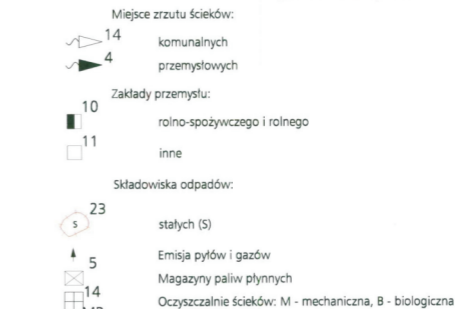 Miejsce zrzutu ścieków:
14 komunalnych
4 przemysłowych
Zakłady przemysłu:
10 rolno-spożywczego i rolnego
11 inne
Składowiska odpadów:
23 S stałych (S)
Emisja pyłów i gazów
5 Magazyny paliw płynnych
14 Oczyszczalnie ścieków: M - mechaniczna, B - biologiczna